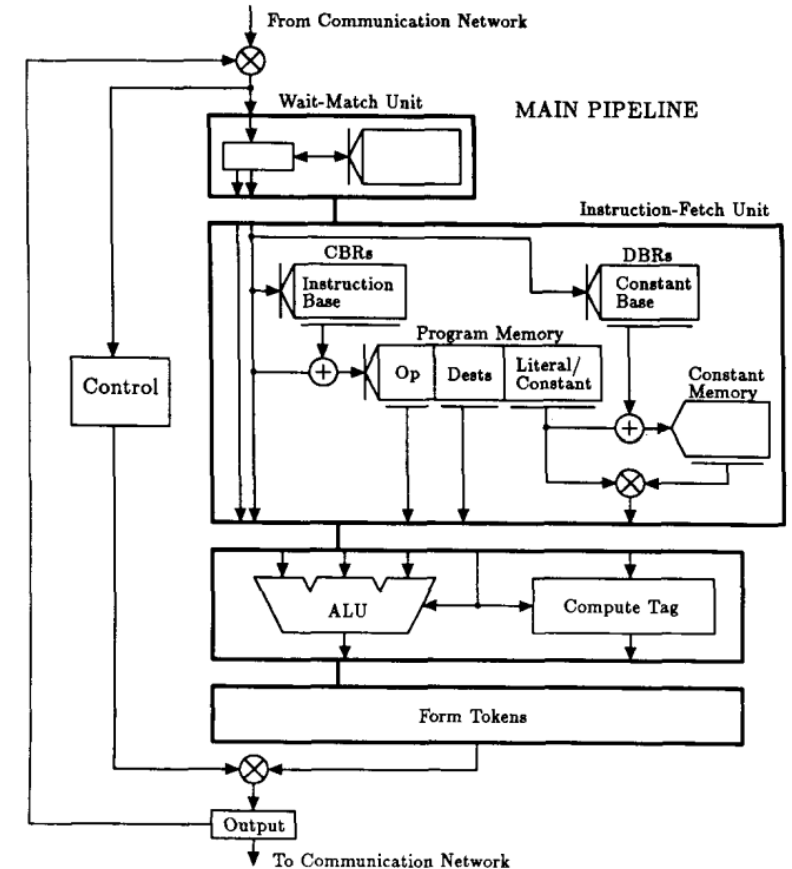 From Communication Network
Wait-Match Unit
MAIN PIPELINE
Instruction-Fetch Unit
CBRs
DBRs
Instruction
Base
Constant
Base
Program Memory
Op
Dests
Literal/
Constant
Constant
Memory
Control
ALU
Compute Tag
Form Tokens
Output
To Communication Network